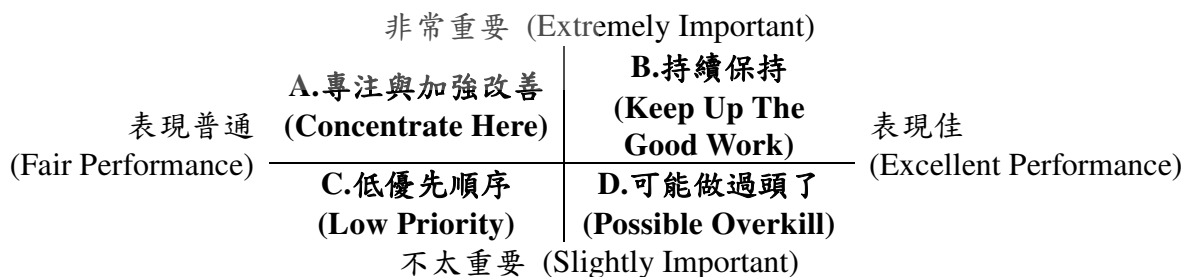 非常重要 (Extremely Important)
A.專注與加強改善
(Concentrate Here)
B.持續保持
(Keep Up The
Good Work)
表現普通
(Fair Performance)
表現佳
(Excellent Performance)
C.低優先順序
(Low Priority)
D.可能做過頭了
(Possible Overkill)
不太重要 (Slightly Important)